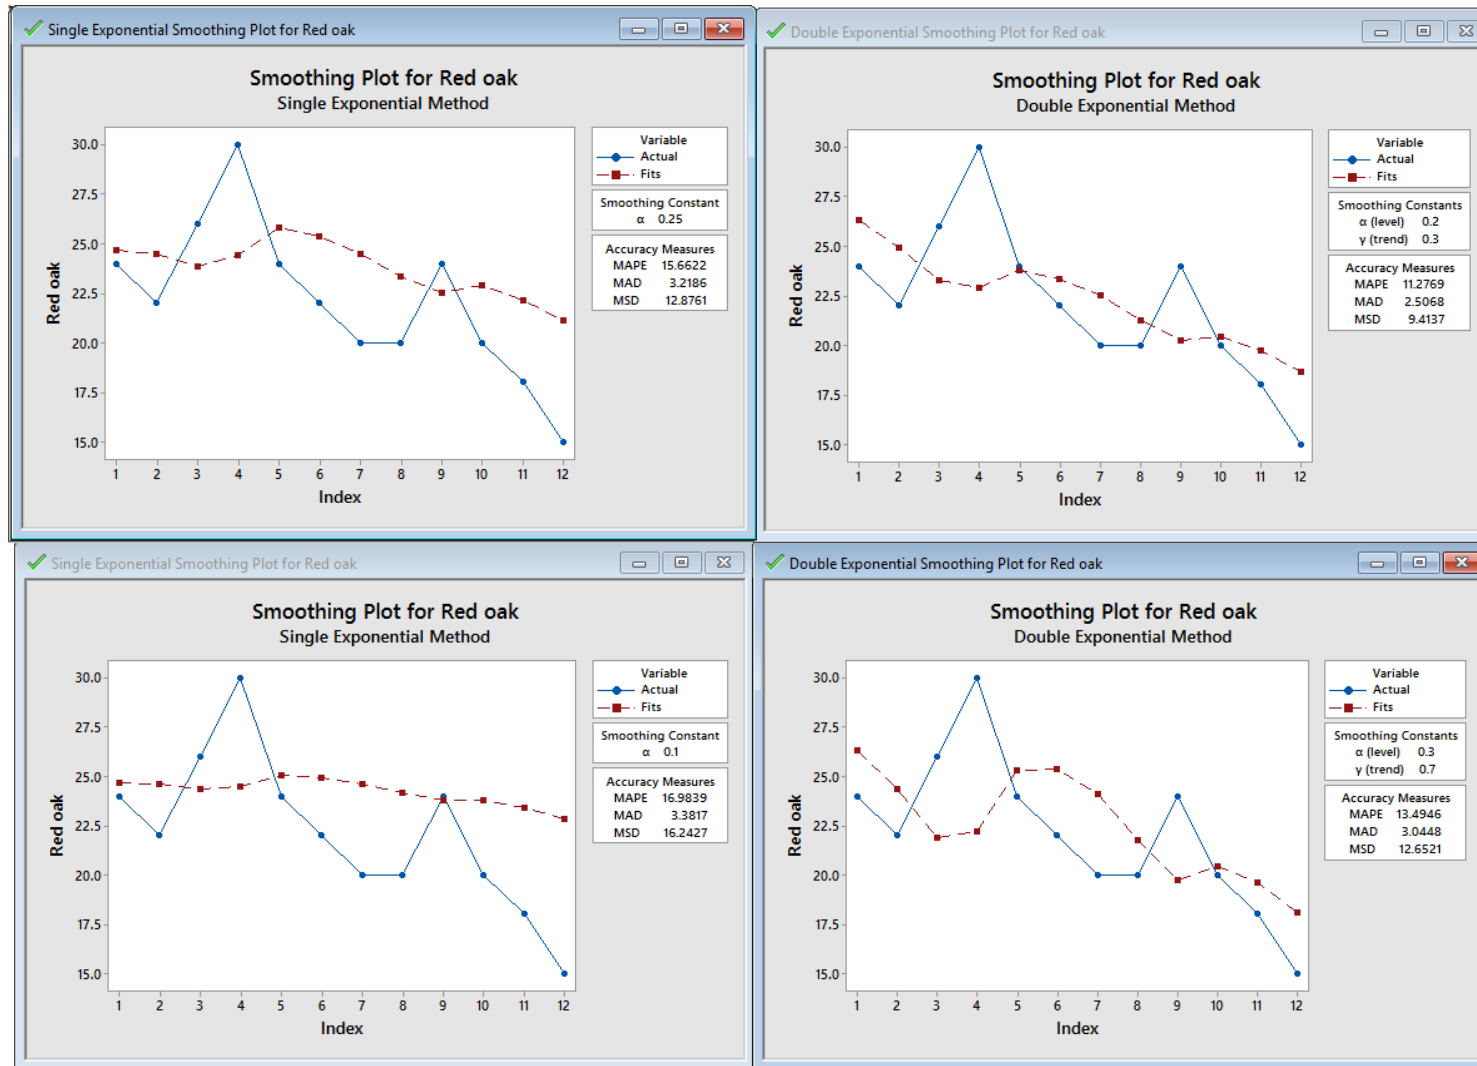 Single Exponential Smoothing Plot for Red oak
Smoothing Plot for Red oak
Single Exponential Method
30.0
27.5
25.0
22.5
20.0
17.5
15.0
Red oak
1 2 3 4 5 6 7 8 9 10 11 12
Index
Variable
Actual
Fits
Smoothing Constant
α 0.25
Accuracy Measures
MAPE 15.6622
MAD 3.2186
MSD 12.8761
Double Exponential Smoothing Plot for Red oak
Smoothing Plot for Red oak
Double Exponential Method
30.0
27.5
25.0
22.5
20.0
17.5
15.0
Red oak
1 2 3 4 5 6 7 8 9 10 11 12
Index
Variable
Actual
Fits
Smoothing Constants
α (level) 0.2
γ (trend) 0.3
Accuracy Measures
MAPE 11.2769
MAD 2.5068
MSD 9.4137
Single Exponential Smoothing Plot for Red oak
Smoothing Plot for Red oak
Single Exponential Method
30.0
27.5
25.0
22.5
20.0
17.5
15.0
Red oak
1 2 3 4 5 6 7 8 9 10 11 12
Index
Variable
Actual
Fits
Smoothing Constant
α 0.1
Accuracy Measures
MAPE 16.9839
MAD 3.3817
MSD 16.2427
Double Exponential Smoothing Plot for Red oak
Smoothing Plot for Red oak
Double Exponential Method
30.0
27.5
25.0
22.5
20.0
17.5
15.0
Red oak
1 2 3 4 5 6 7 8 9 10 11 12
Index
Variable
Actual
Fits
Smoothing Constants
α (level) 0.3
γ (trend) 0.7
Accuracy Measures
MAPE 13.4946
MAD 3.0448
MSD 12.6521